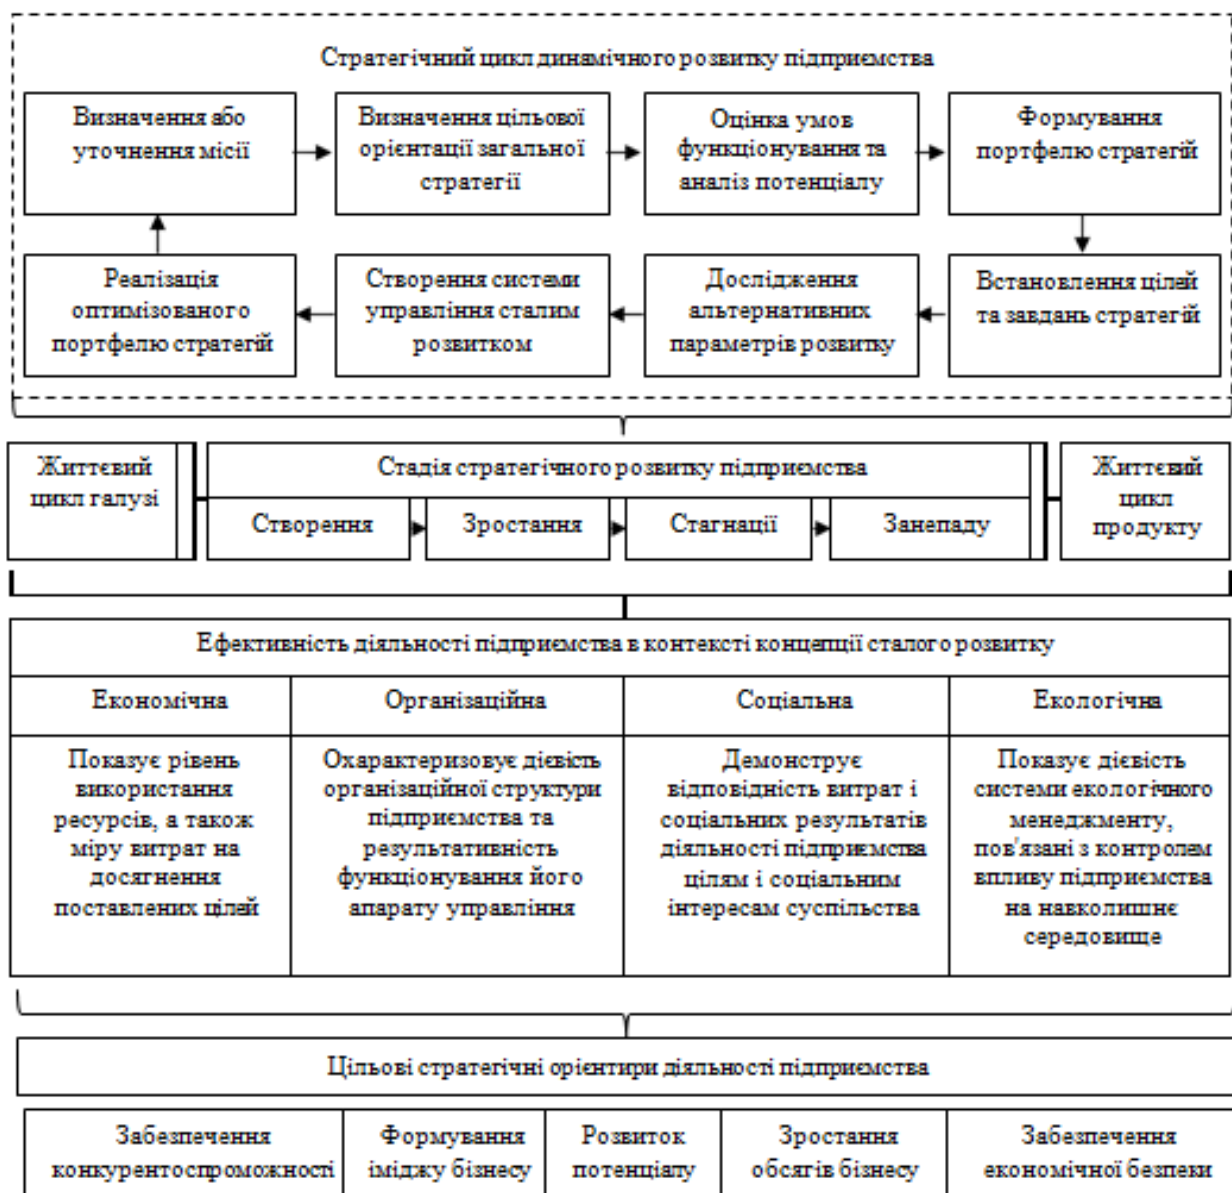 Стратегічний цикл динамічного розвитку підприємства
Визначення або
уточнення місії
Визначення цільової
орієнтації загальної
стратегії
Оцінка умов
функціонування та
аналіз потенціалу
Формування
портфелю стратегій
Реалізація
оптимізованого
портфелю стратегій
Створення системи
управління сталим
розвитком
Дослідження
альтернативних
параметрів розвитку
Встановлення цілей
та завдань стратегій
Життєвий
цикл галузі
Стадія стратегічного розвитку підприємства
Створення
Зростання
Стагнації
Занепаду
Життєвий
цикл
продукту
Ефективність діяльності підприємства в контексті концепції сталого розвитку
Економічна
Організаційна
Соціальна
Екологічна
Показує рівень
використання
ресурсів, а також
міру витрат на
досягнення
поставлених цілей
Охарактеризовує дієвість
організаційної структури
підприємства та
результативність
функціонування його
апарату управління
Демонструє
відповідність витрат і
соціальних результатів
діяльності підприємства
цілям і соціальним
інтересам суспільства
Показує дієвість
системи екологічного
менеджменту,
пов'язані з контролем
впливу підприємства
на навколишнє
середовище
Цільові стратегічні орієнтири діяльності підприємства
Забезпечення
конкурентоспроможності
Формування
іміджу бізнесу
Розвиток
потенціалу
Зростання
обсягів бізнесу
Забезпечення
економічної безпеки